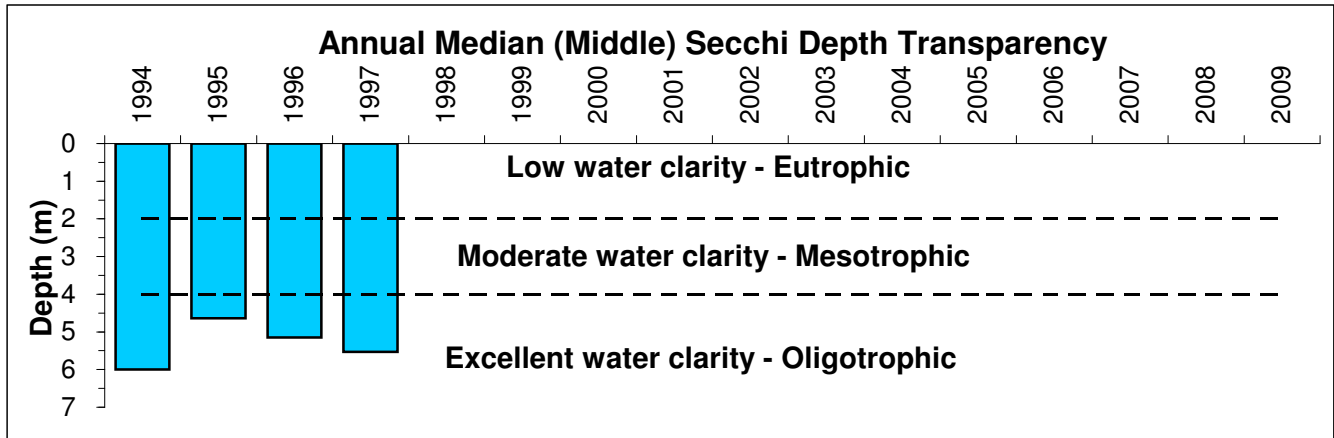 Annual Median (Middle) Secchi Depth Transparency
1994 1995 1996 1997 1998 1999 2000 2001 2002 2003 2004 2005 2006 2007 2008 2009
Depth (m)
0
1
2
3
4
5
6
7
Low water clarity - Eutrophic
Moderate water clarity - Mesotrophic
Excellent water clarity - Oligotrophic